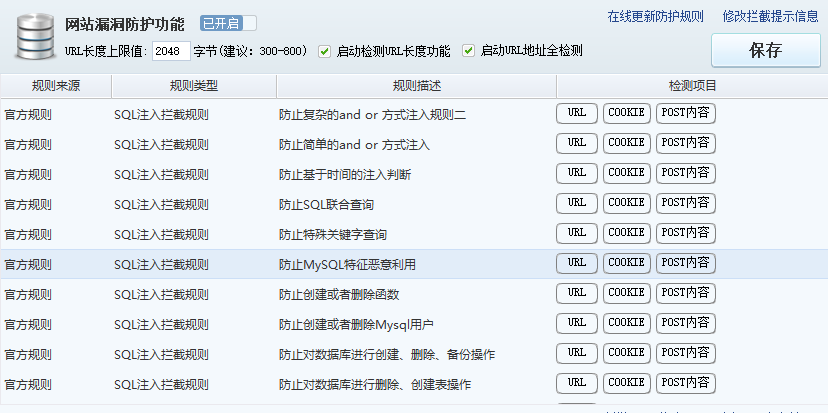 网站漏洞防护功能 已开启 在线更新防护规则 修改拦截提示信息
URL长度上限值: 2048 字节(建议: 300-800) 启动检测URL长度功能 启动URL地址全检测 保存
规则来源 规则类型 规则描述 检测项目
官方规则 SQL注入拦截规则 防止复杂的and or 方式注入规则二 URL COOKIE POST内容
官方规则 SQL注入拦截规则 防止简单的and or 方式注入 URL COOKIE POST内容
官方规则 SQL注入拦截规则 防止基于时间的注入判断 URL COOKIE POST内容
官方规则 SQL注入拦截规则 防止SQL联合查询 URL COOKIE POST内容
官方规则 SQL注入拦截规则 防止特殊关键字查询 URL COOKIE POST内容
官方规则 SQL注入拦截规则 防止MySQL特征恶意利用 URL COOKIE POST内容
官方规则 SQL注入拦截规则 防止创建或者删除函数 URL COOKIE POST内容
官方规则 SQL注入拦截规则 防止创建或者删除Mysql用户 URL COOKIE POST内容
官方规则 SQL注入拦截规则 防止对数据库进行创建、删除、备份操作 URL COOKIE POST内容
官方规则 SQL注入拦截规则 防止对数据库进行删除、创建表操作 URL COOKIE POST内容